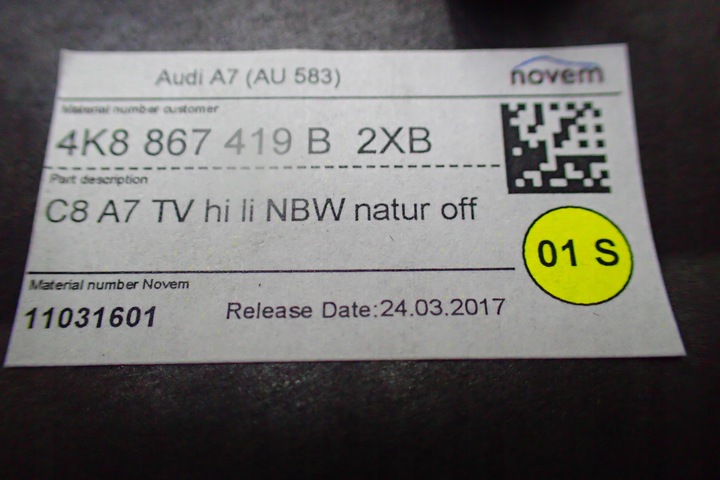 Audi A7 (AU 583)
novem
Material number customer
4K8 867 419 B 2XB
Part description
C8 A7 TV hi li NBW natur off
01 S
Material number Novem
11031601
Release Date:24.03.2017